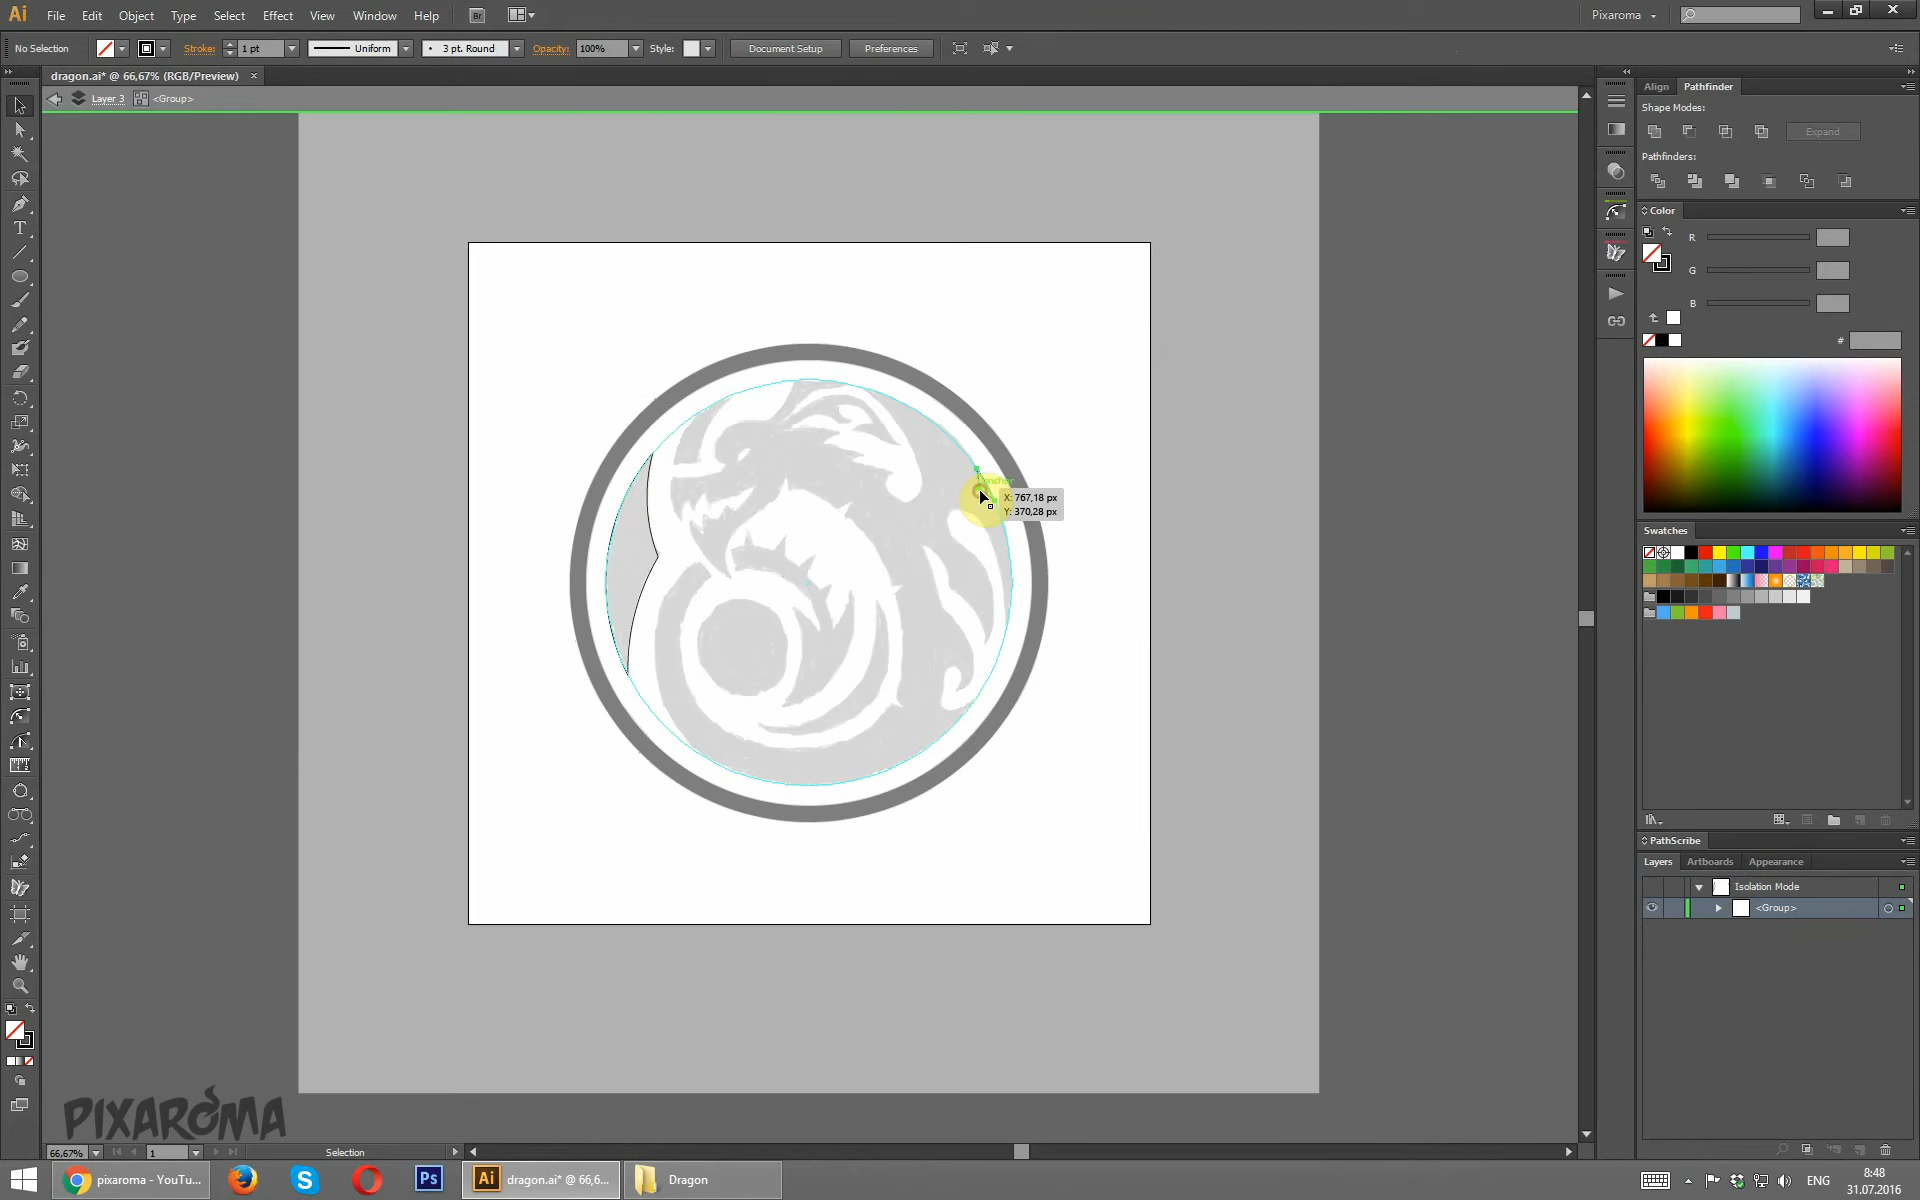 Ai File Edit Object Type Select Effect View Window Help Br Pixaroma
No Selection Stroke: 1 pt Uniform 3 pt. Round Opacity: 100% Style: Document Setup Preferences
dragon.ai* @ 66,67% (RGB/Preview)
Layer 3 <Group>
Align Pathfinder
Shape Modes:
Expand
Pathfinders:
Color
R
G
B
#
anchor
X: 767,18 px
Y: 370,28 px
Swatches
PathScribe
Layers Artboards Appearance
Isolation Mode
<Group>
PIXAROMA
66,67% 1 Selection
pixaroma - YouTu... Ps Ai dragon.ai* @ 66,6... Dragon ENG
8:48
31.07.2016